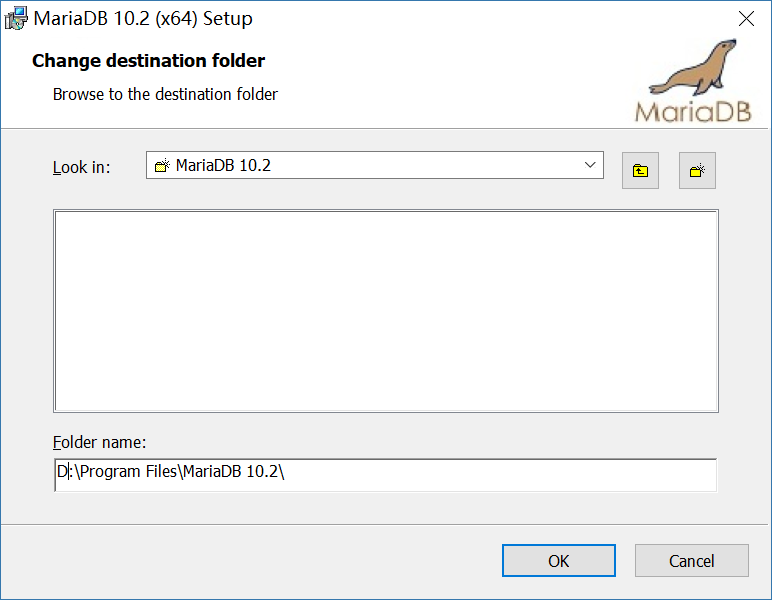 MariaDB 10.2 (x64) Setup
Change destination folder
Browse to the destination folder
MariaDB
Look in:
MariaDB 10.2
Folder name:
D:\Program Files\MariaDB 10.2\
OK
Cancel